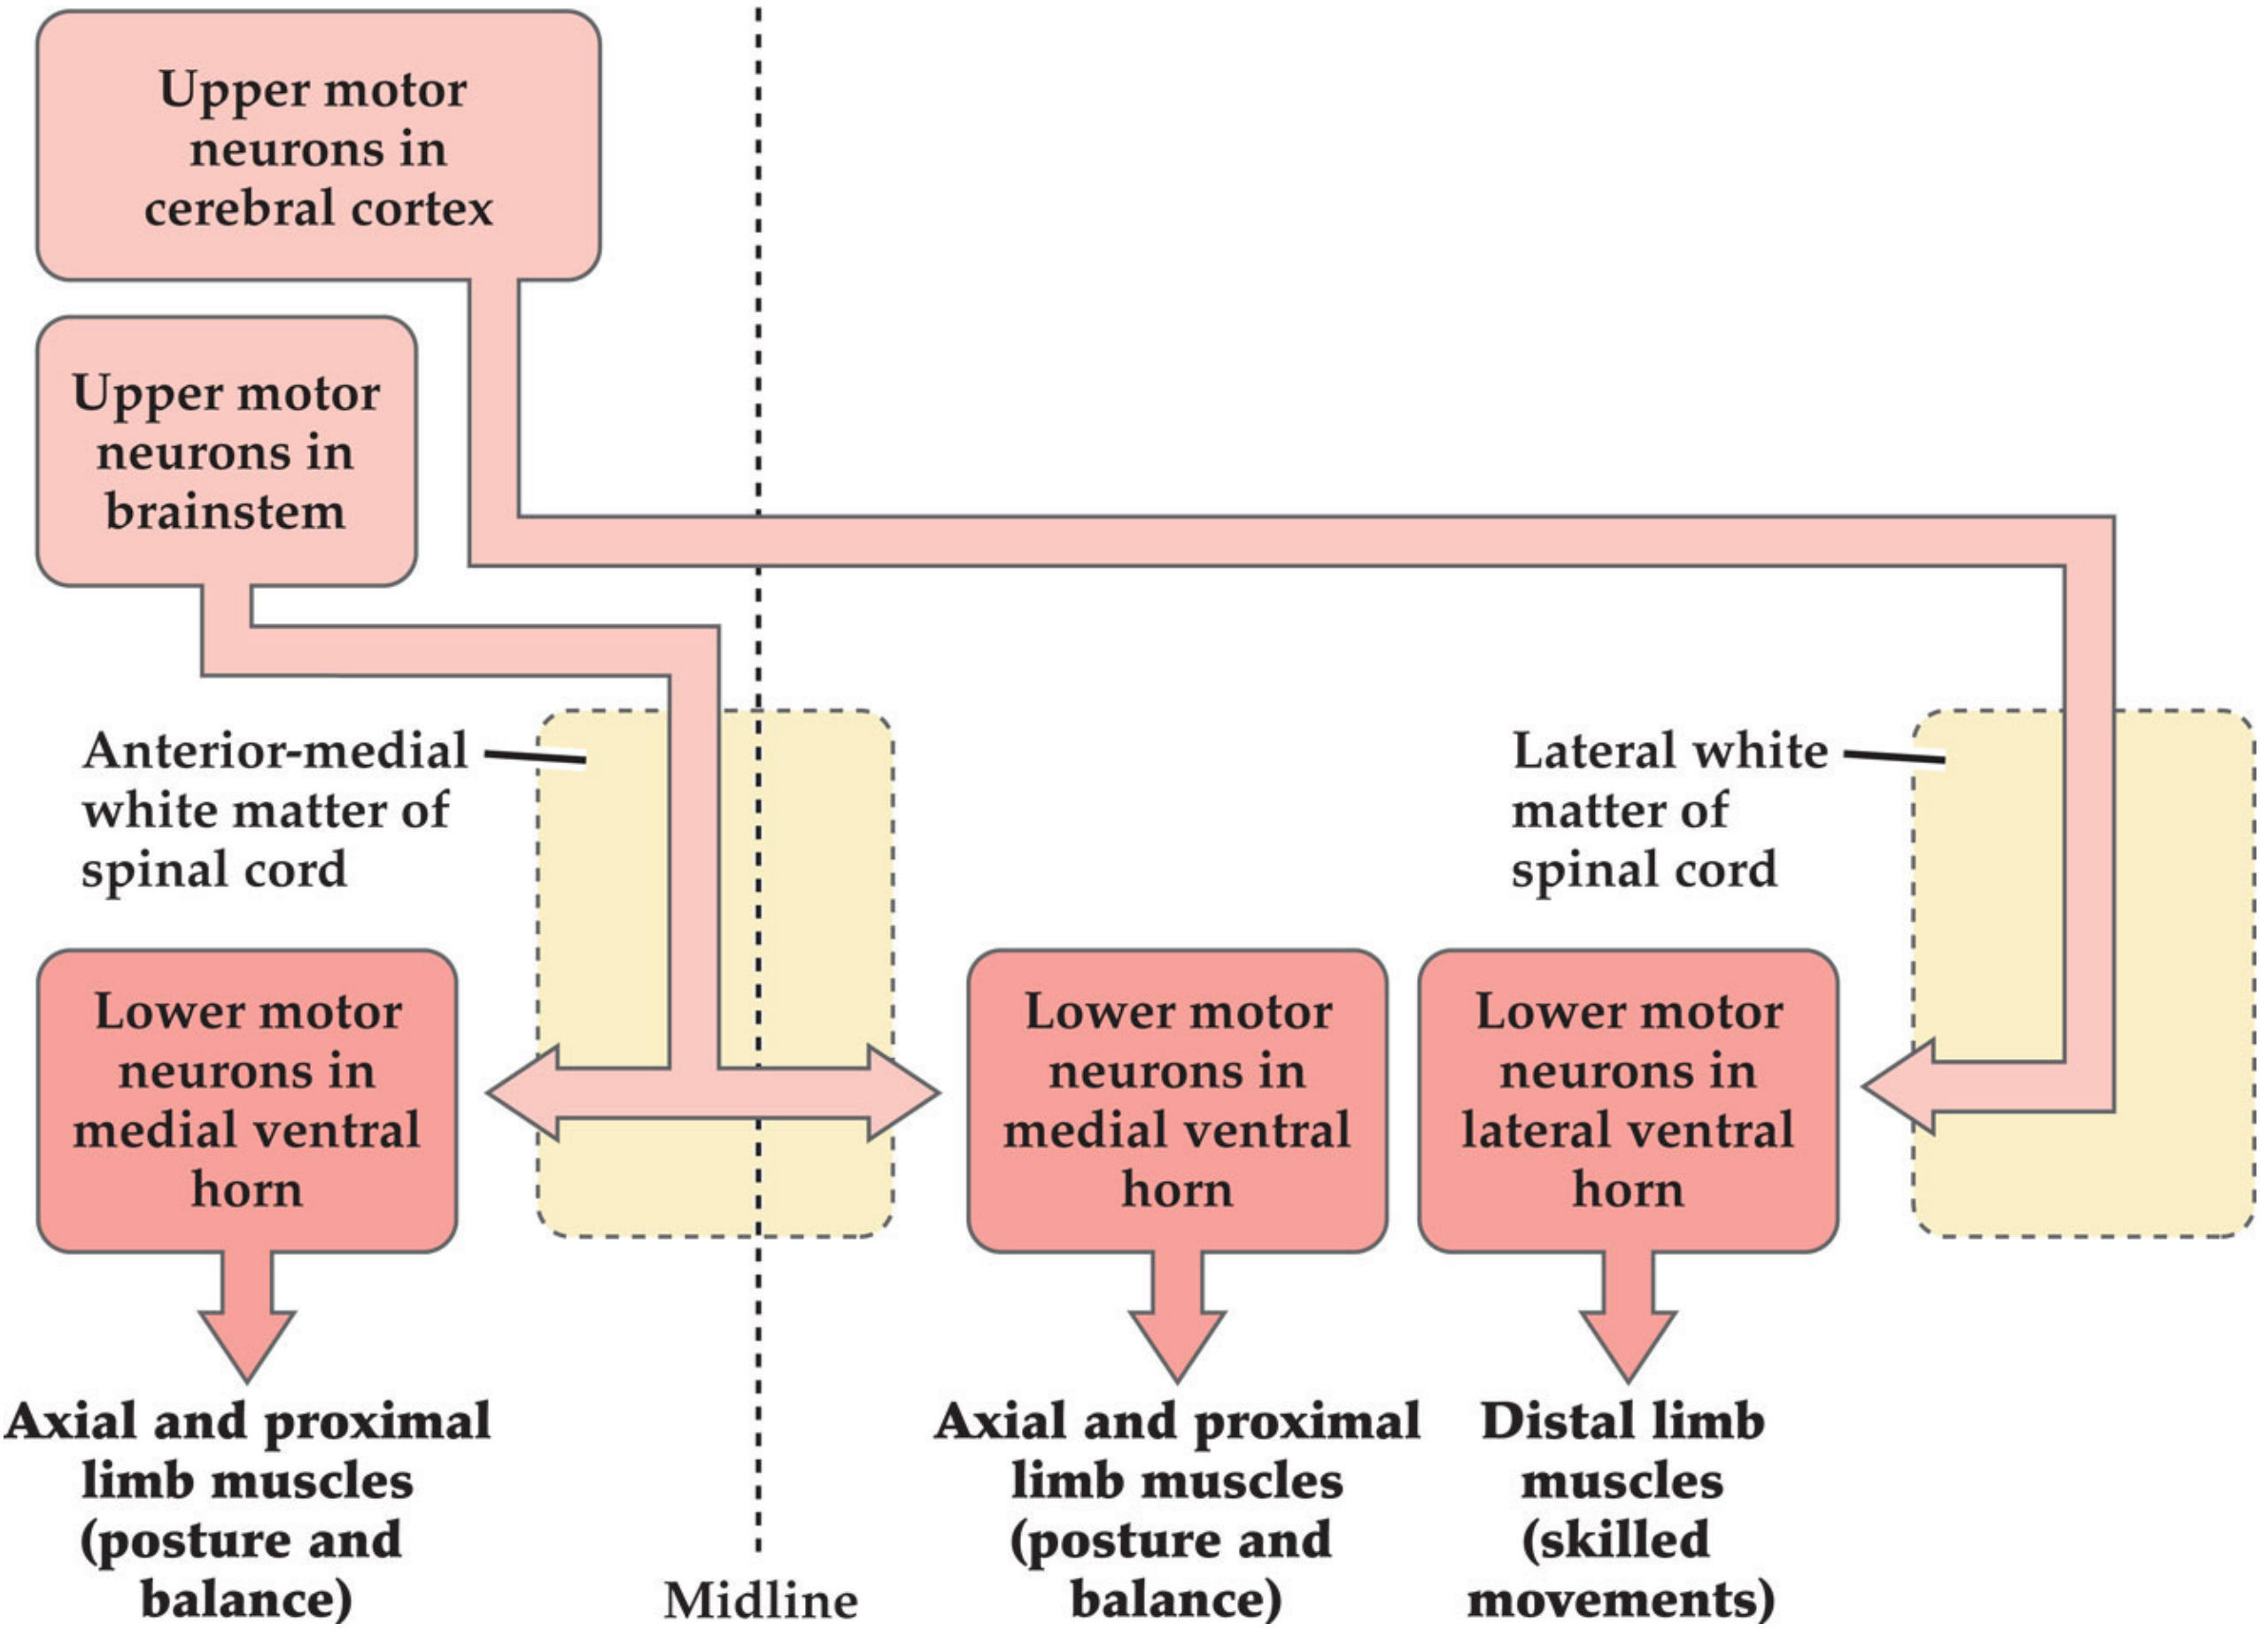 Upper motor
neurons in
cerebral cortex
Upper motor
neurons in
brainstem
Anterior-medial
white matter of
spinal cord
Lateral white
matter of
spinal cord
Lower motor
neurons in
medial ventral
horn
Lower motor
neurons in
medial ventral
horn
Lower motor
neurons in
lateral ventral
horn
Axial and proximal
limb muscles
(posture and
balance)
Midline
Axial and proximal
limb muscles
(posture and
balance)
Distal limb
muscles
(skilled
movements)